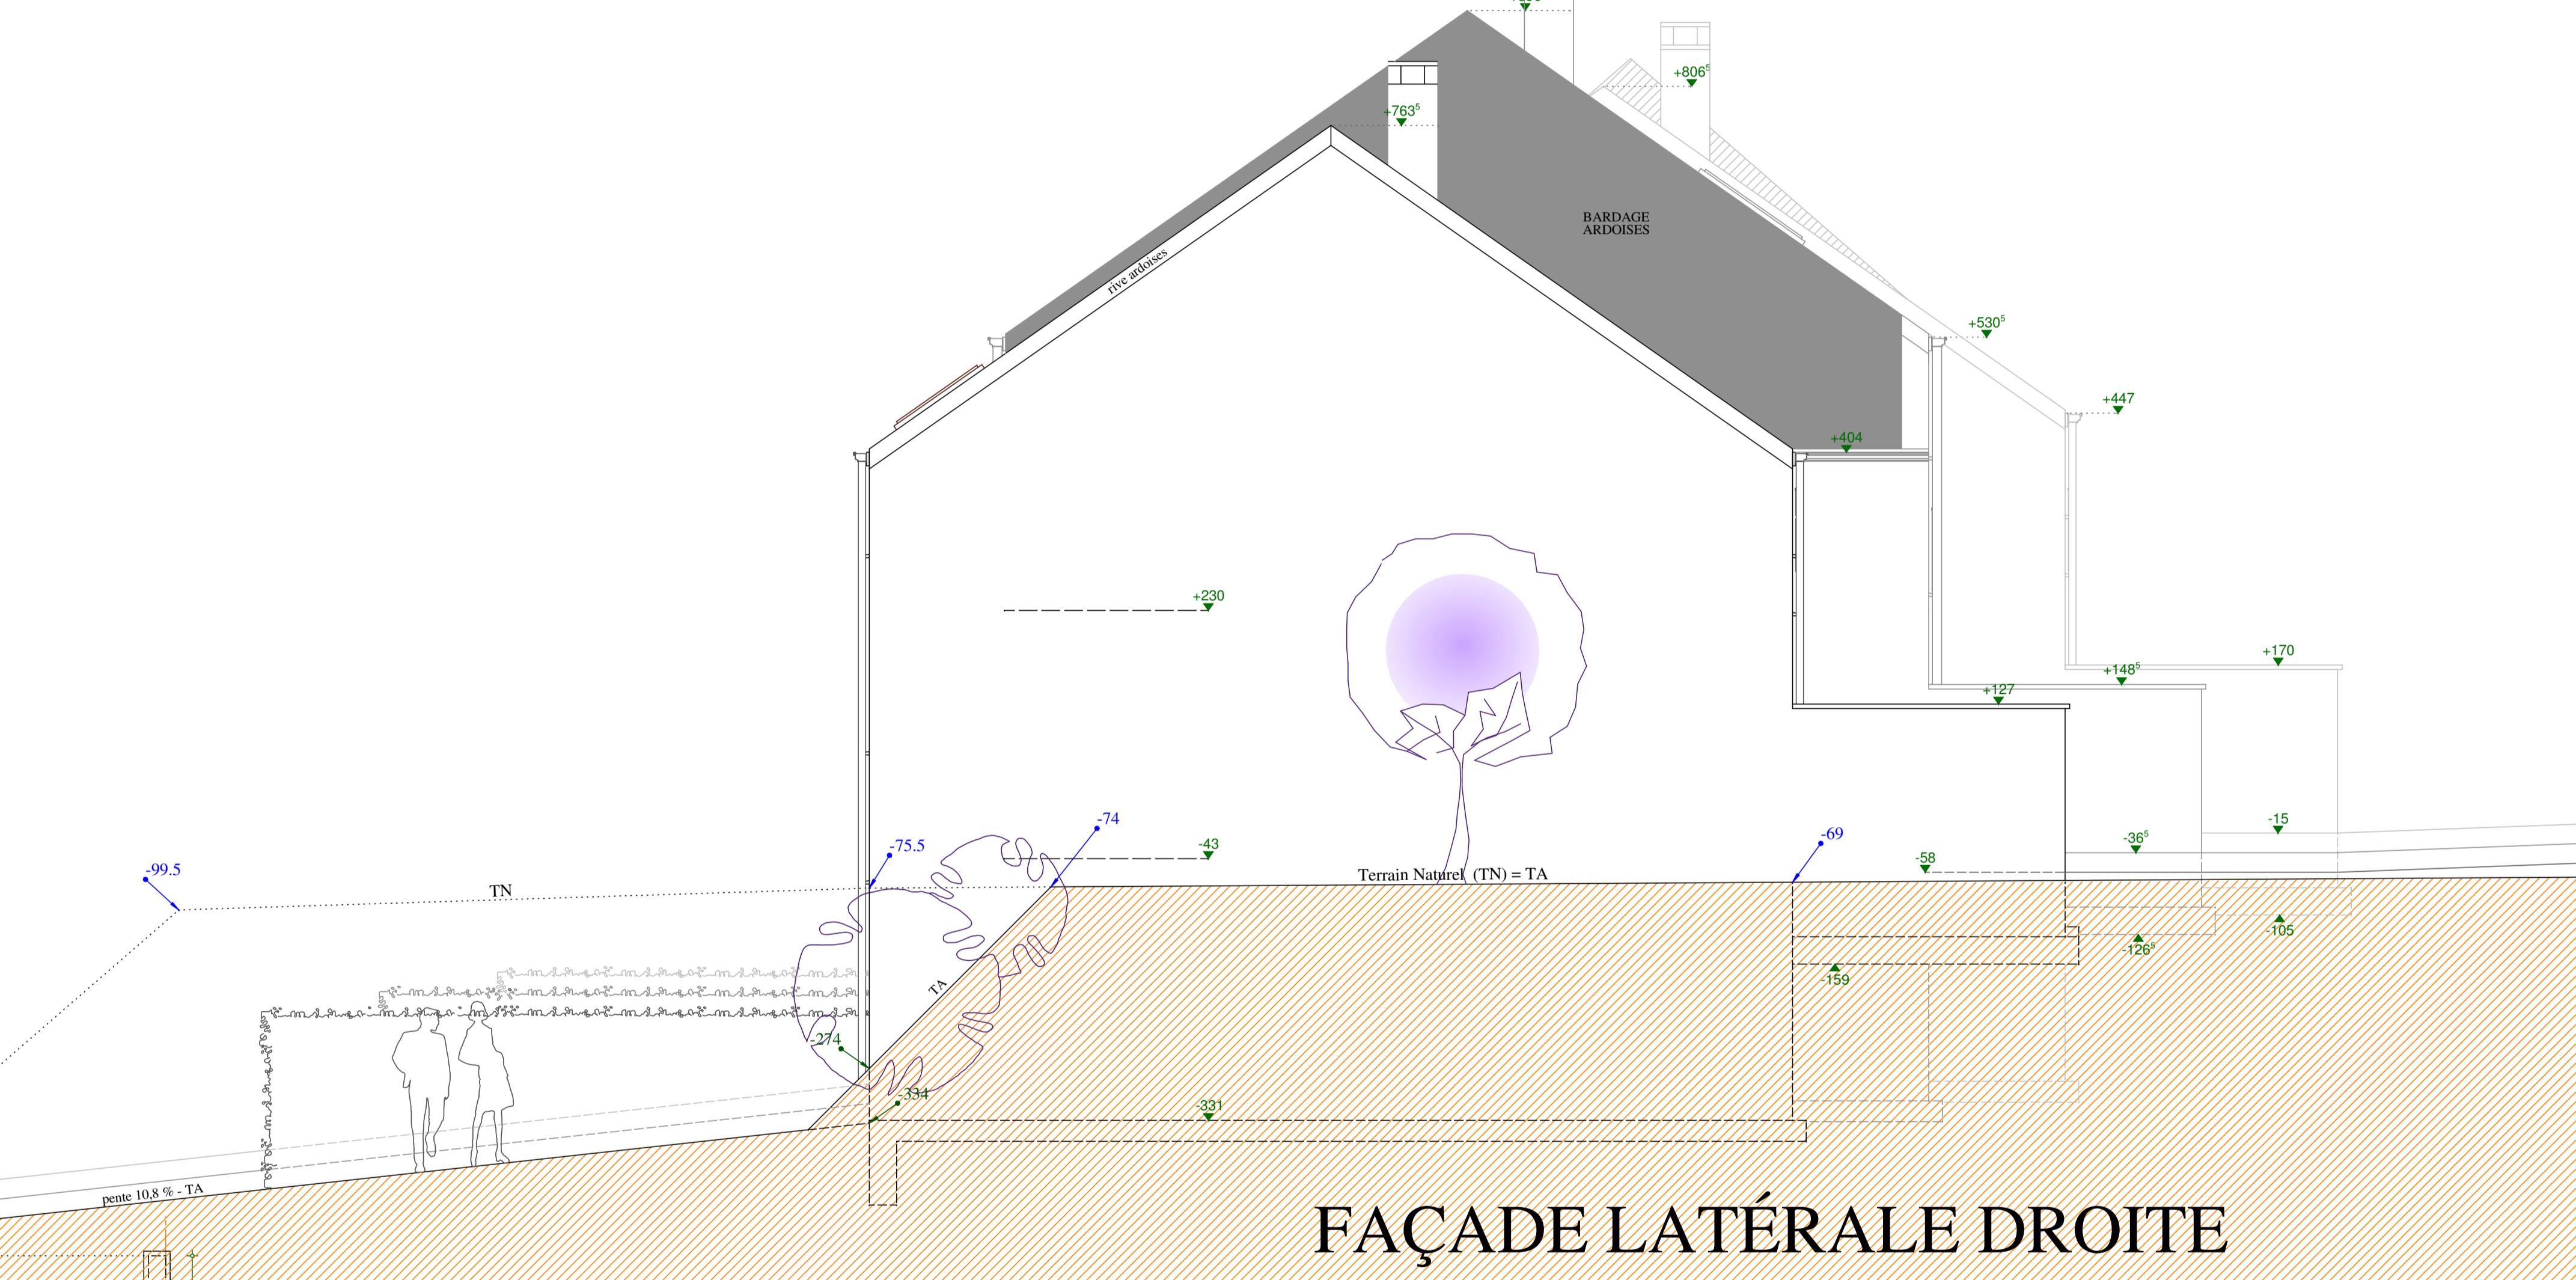 +806⁵
+763⁵
BARDAGE
ARDOISES
rive ardoises
+530⁵
+447
+404
+230
+170
+148⁵
+127
-74
-15
-69
-36⁵
-43
-75.5
-58
-99.5
TN
Terrain Naturel (TN) = TA
-105
-126⁵
-159
TA
-274
-334
-331
pente 10,8 % - TA
FAÇADE LATÉRALE DROITE